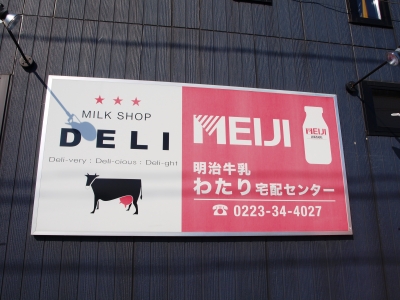 ★★★
MILK SHOP
DELI
Deli-very : Deli-cious : Deli-ght
MEIJI
MEIJI
明治牛乳
わたり宅配センター
☎ 0223-34-4027